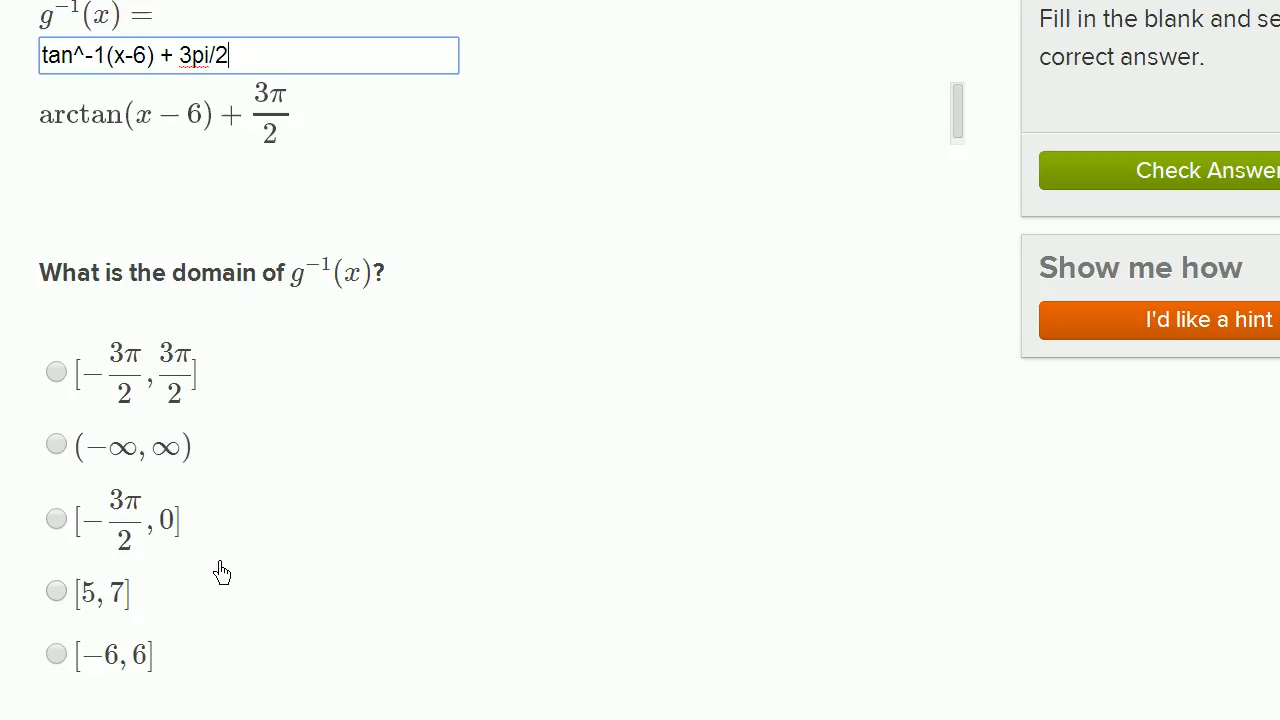 g⁻¹(x) =
tan^-1(x-6) + 3pi/2
arctan(x − 6) + 3π/2
What is the domain of g⁻¹(x)?
[−3π/2, 3π/2]
(−∞, ∞)
[−3π/2, 0]
[5, 7]
[−6, 6]
Fill in the blank and se
correct answer.
Check Answer
Show me how
I'd like a hint